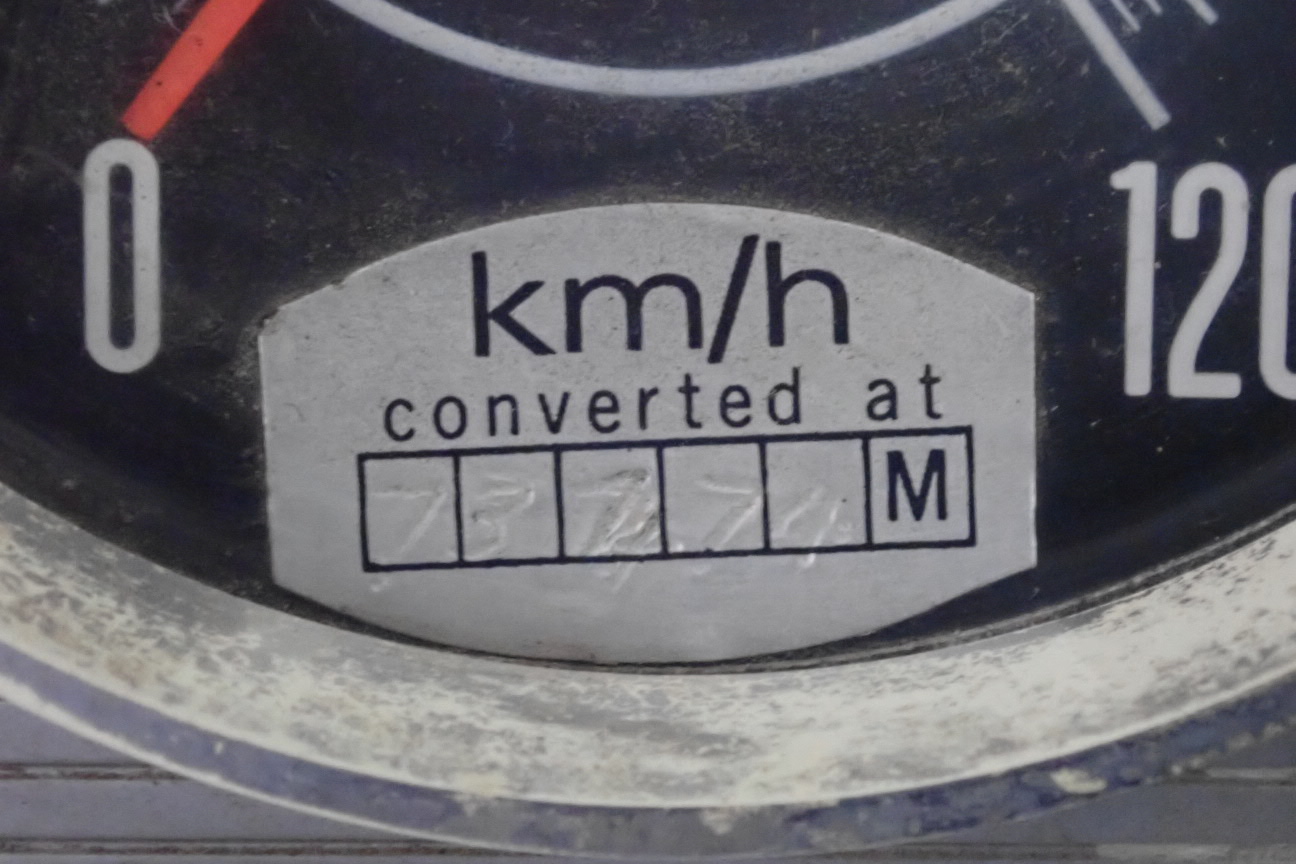 0
120
km/h
converted at
M